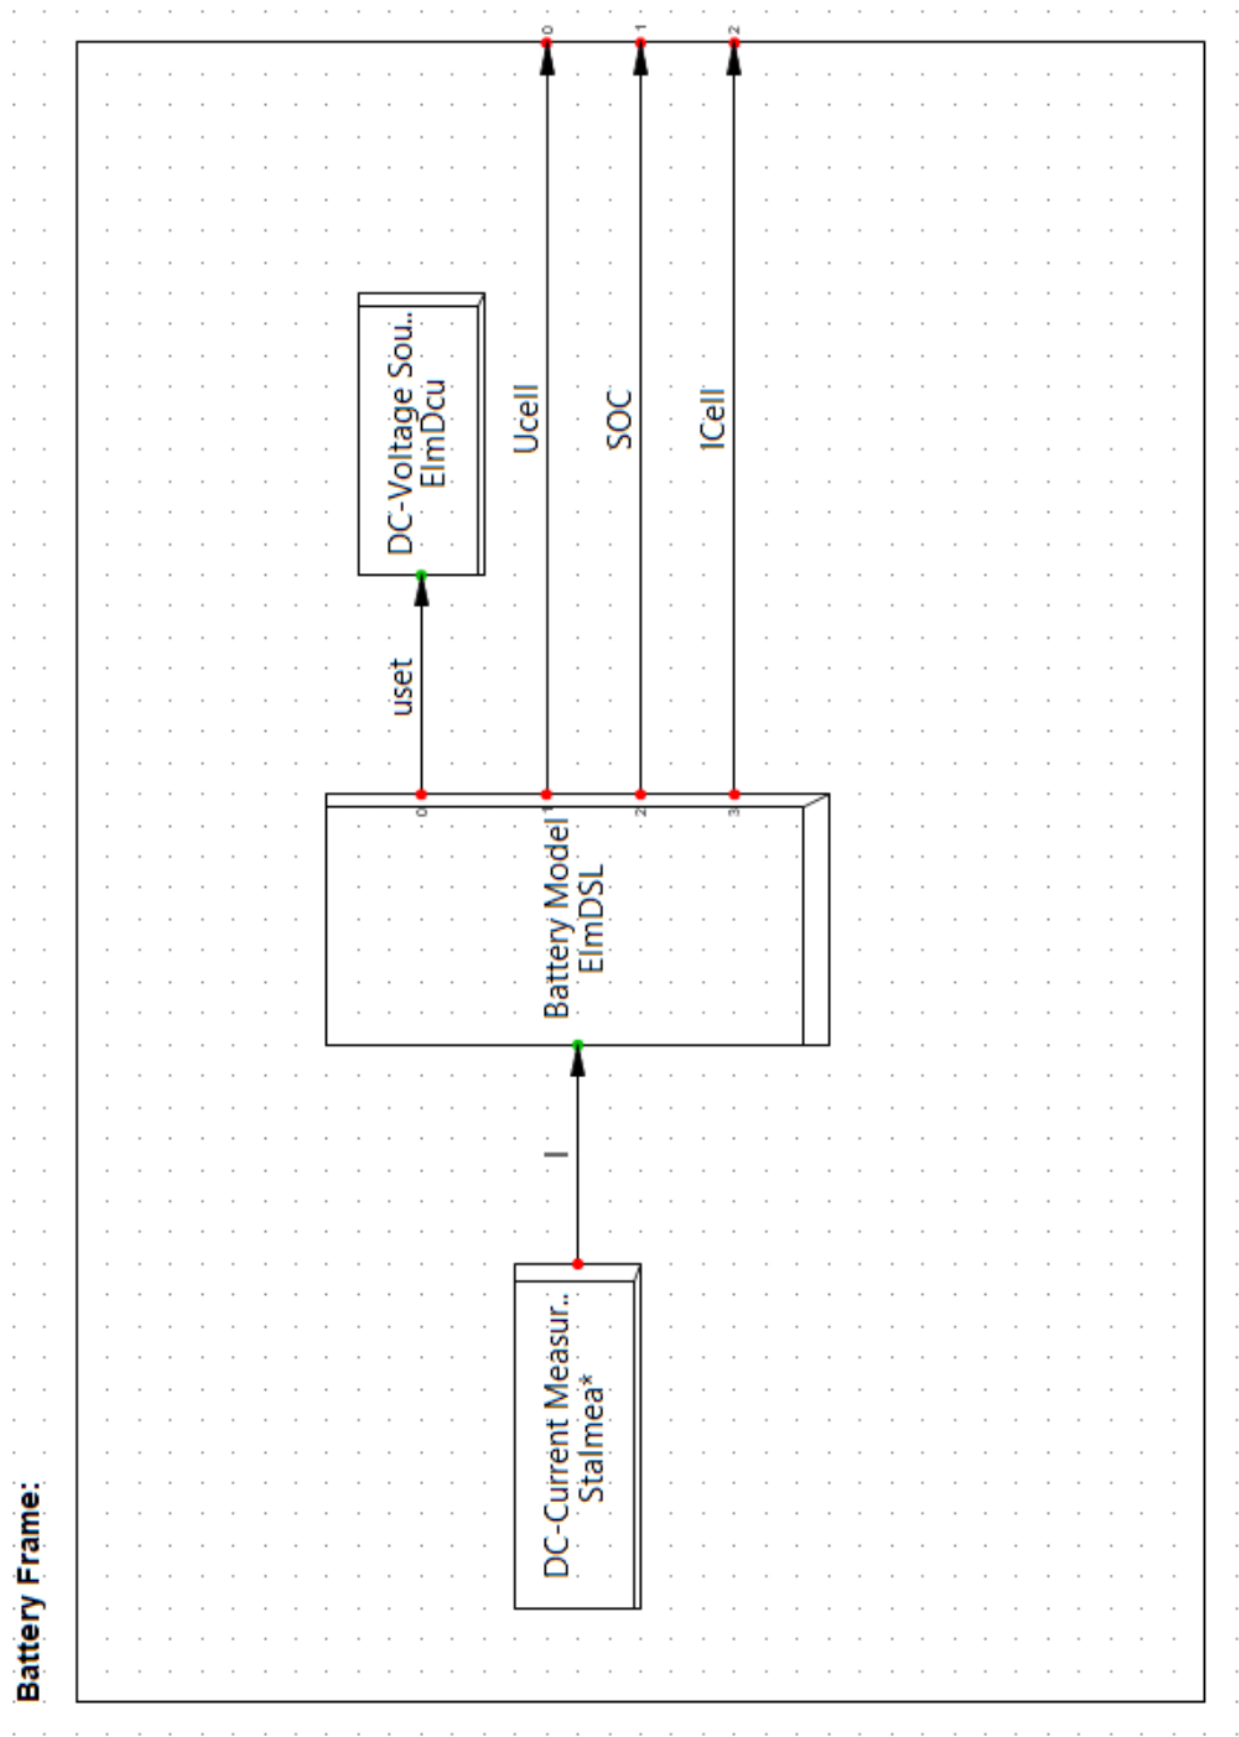 Battery Frame:
DC-Current Measur..
StaImea*
I
Battery Model
ElmDSL
0
1
2
3
uset
DC-Voltage Sou..
ElmDcu
Ucell
SOC
ICell
0
1
2